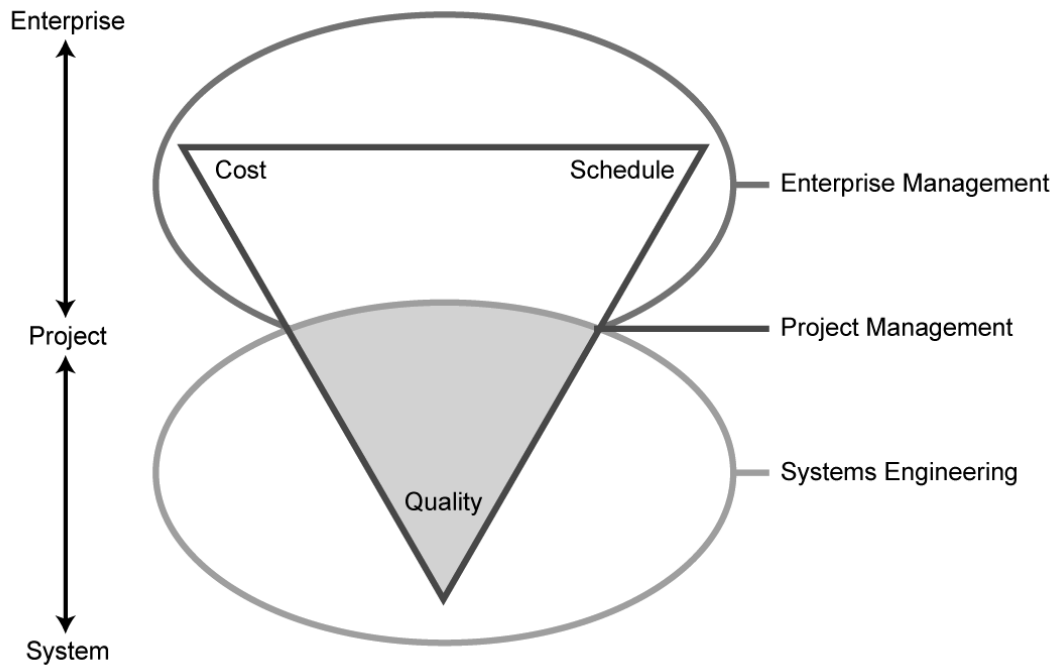 Enterprise
Cost
Schedule
Enterprise Management
Project
Project Management
Systems Engineering
Quality
System